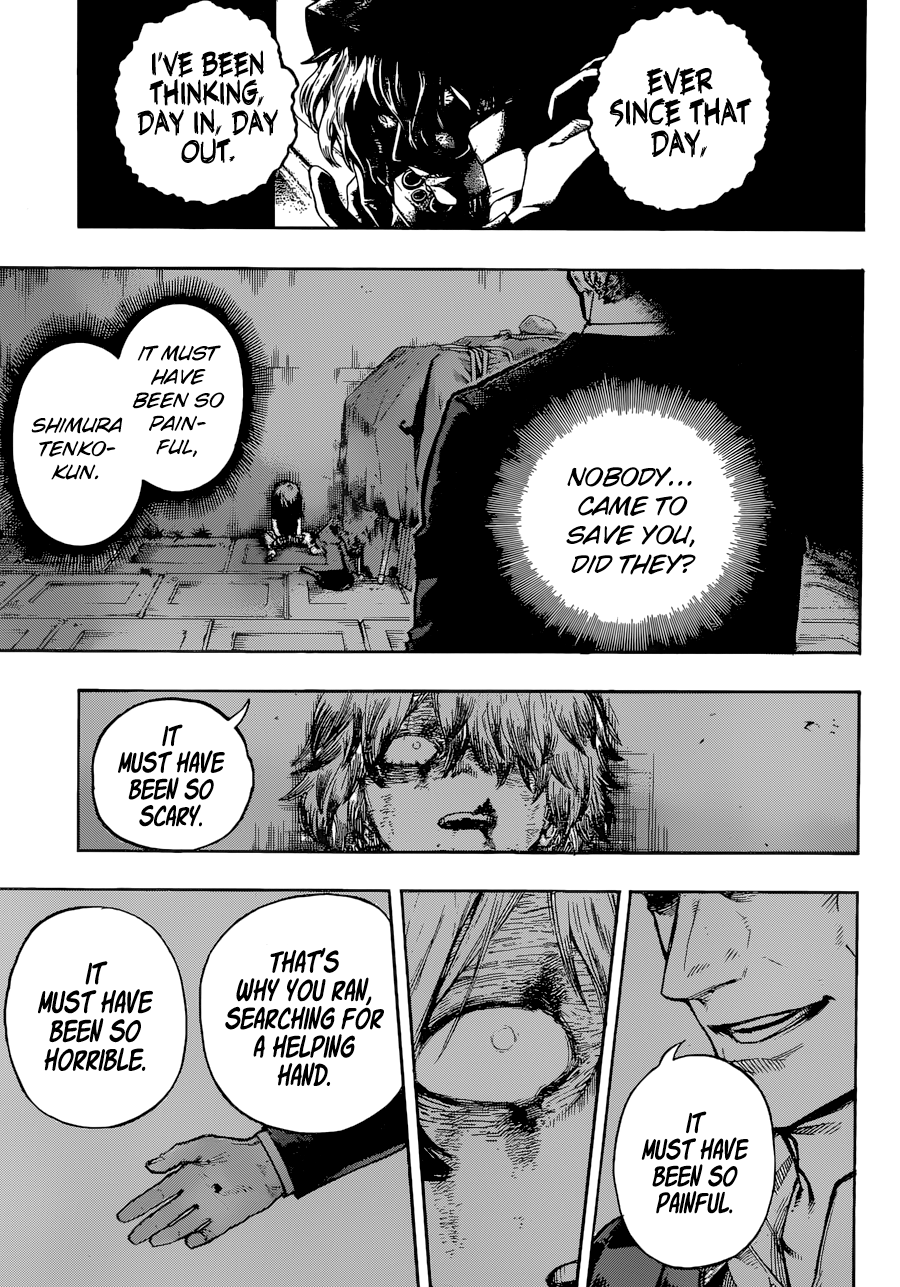 EVER
SINCE THAT
DAY,
I'VE BEEN
THINKING,
DAY IN, DAY
OUT.
NOBODY...
CAME TO
SAVE YOU,
DID THEY?
IT MUST
HAVE
BEEN SO
PAIN-
FUL,
SHIMURA
TENKO-
KUN.
IT
MUST HAVE
BEEN SO
SCARY.
IT
MUST HAVE
BEEN SO
PAINFUL.
THAT'S
WHY YOU RAN,
SEARCHING FOR
A HELPING
HAND.
IT
MUST HAVE
BEEN SO
HORRIBLE.